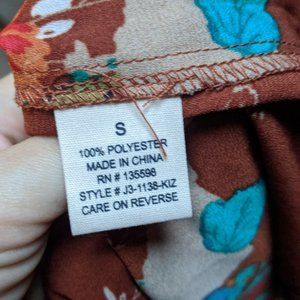 S
100% POLYESTER
MADE IN CHINA
RN # 135598
STYLE # J3-1138-KIZ
CARE ON REVERSE